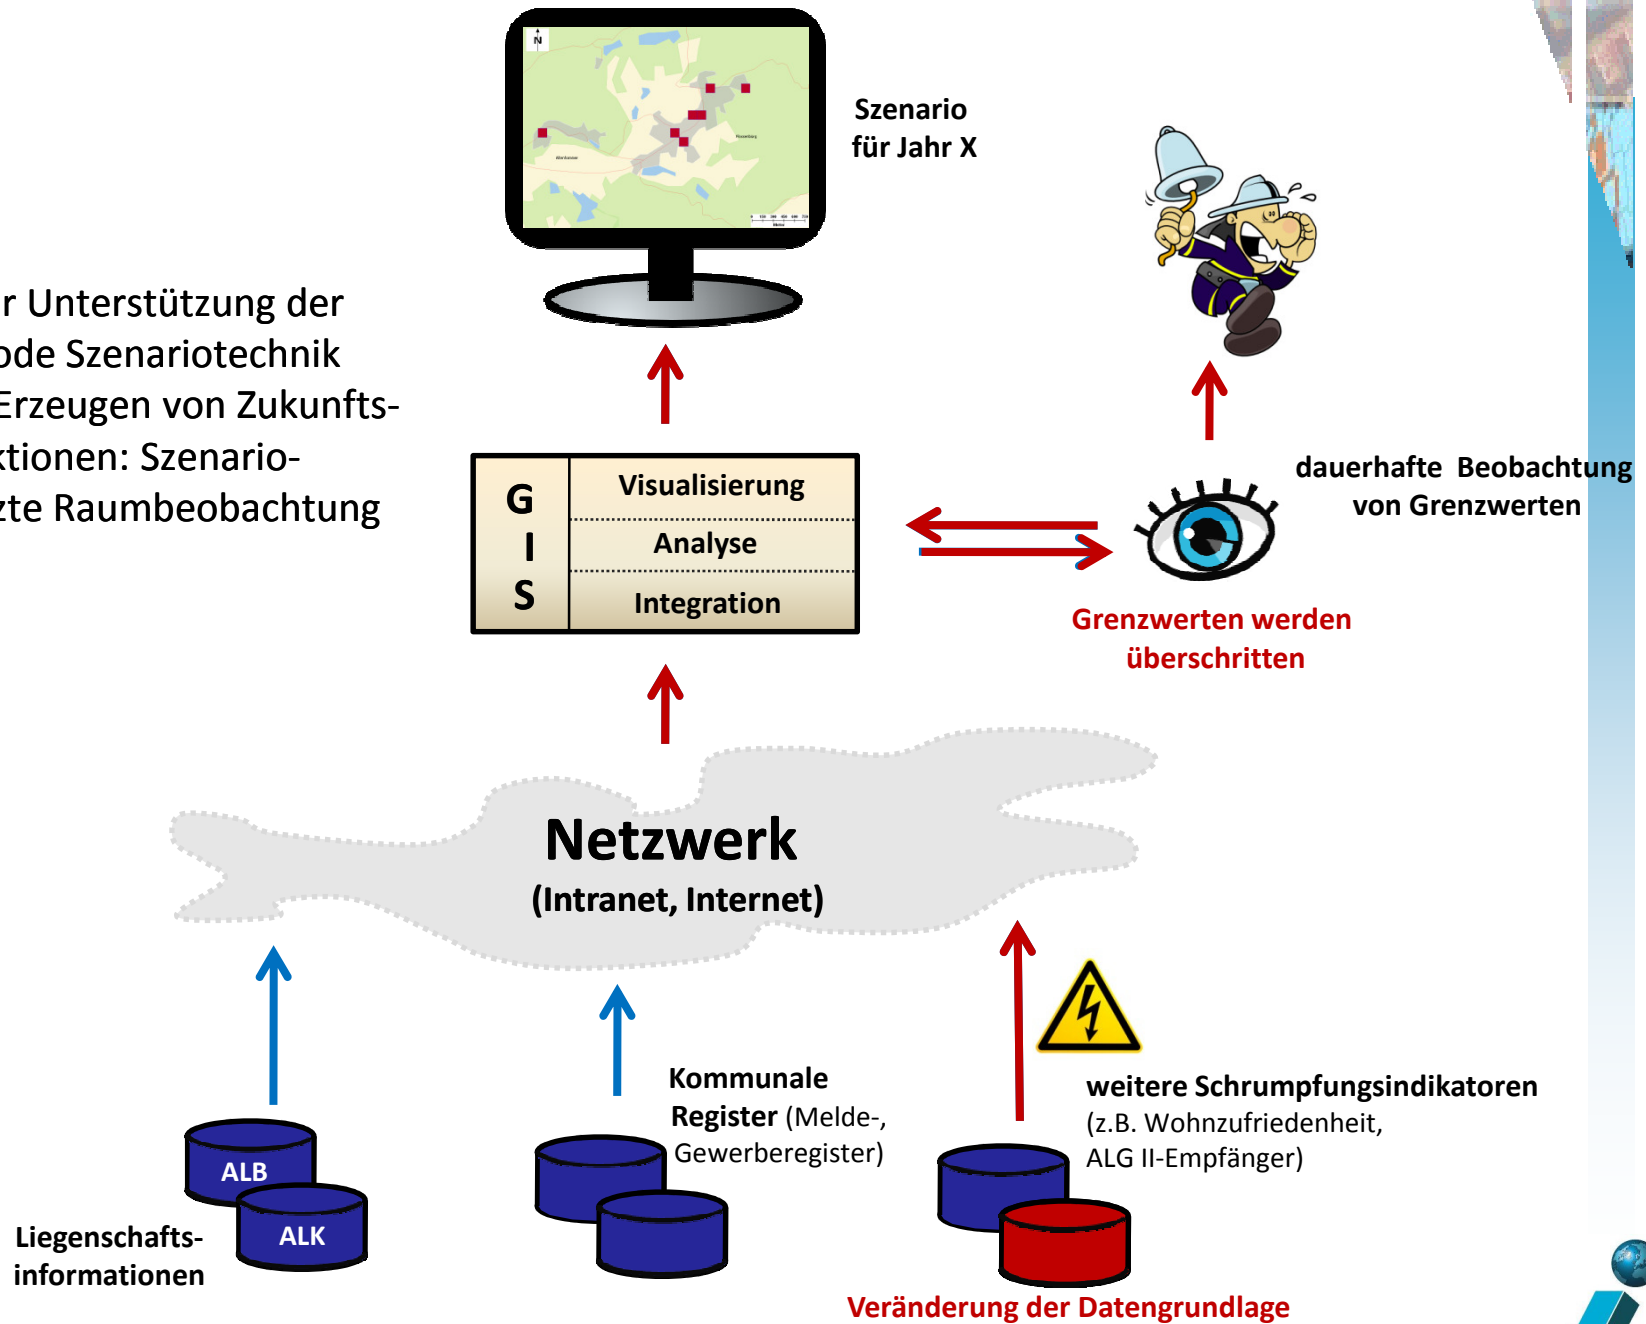 N
Szenario
für Jahr X
r Unterstützung der
ode Szenariotechnik
Erzeugen von Zukunfts-
ktionen: Szenario-
zte Raumbeobachtung
G
I
S
Visualisierung
Analyse
Integration
dauerhafte Beobachtung
von Grenzwerten
Grenzwerten werden
überschritten
Netzwerk
(Intranet, Internet)
Kommunale
Register (Melde-,
Gewerberegister)
weitere Schrumpfungsindikatoren
(z.B. Wohnzufriedenheit,
ALG II-Empfänger)
ALB
ALK
Liegenschafts-
informationen
Veränderung der Datengrundlage